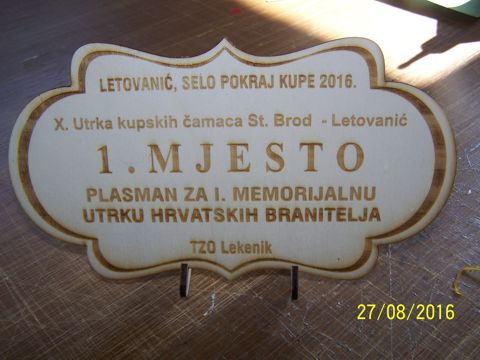 LETOVANIĆ, SELO POKRAJ KUPE 2016.
X. Utrka kupskih čamaca St. Brod - Letovanić
1. MJESTO
PLASMAN ZA I. MEMORIJALNU
UTRKU HRVATSKIH BRANITELJA
TZO Lekenik
27/08/2016